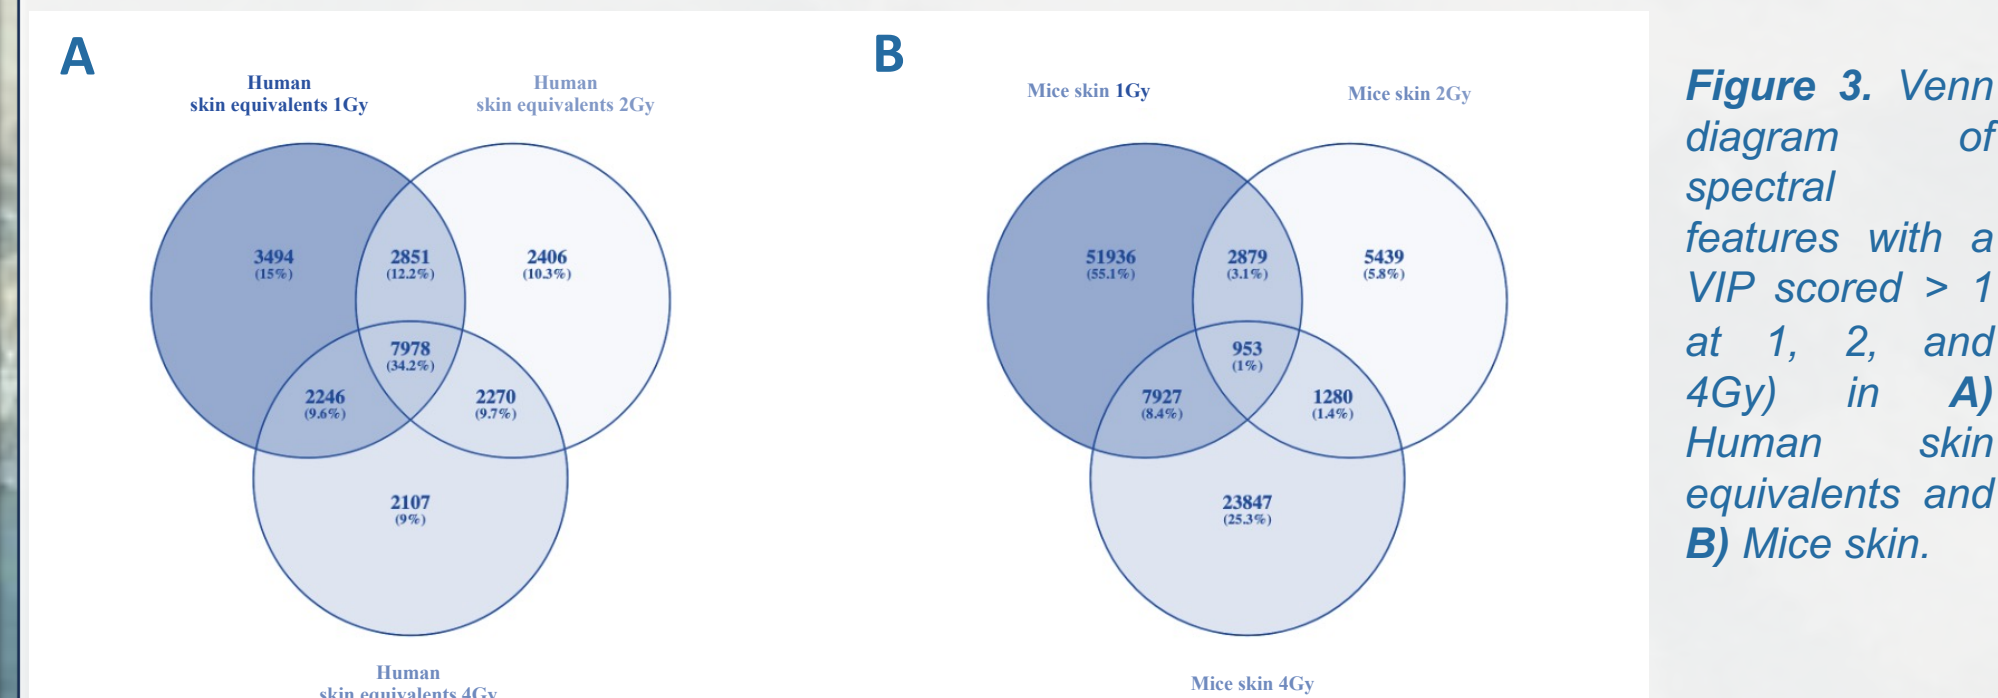 A
Human
skin equivalents 1Gy
Human
skin equivalents 2Gy
3494
(15%)
2851
(12.2%)
2406
(10.3%)
7978
(34.2%)
2246
(9.6%)
2270
(9.7%)
2107
(9%)
Human
skin equivalents 4Gy
B
Mice skin 1Gy
Mice skin 2Gy
51936
(55.1%)
2879
(3.1%)
5439
(5.8%)
953
(1%)
7927
(8.4%)
1280
(1.4%)
23847
(25.3%)
Mice skin 4Gy
Figure 3. Venn
diagram of
spectral
features with a
VIP scored > 1
at 1, 2, and
4Gy) in A)
Human skin
equivalents and
B) Mice skin.